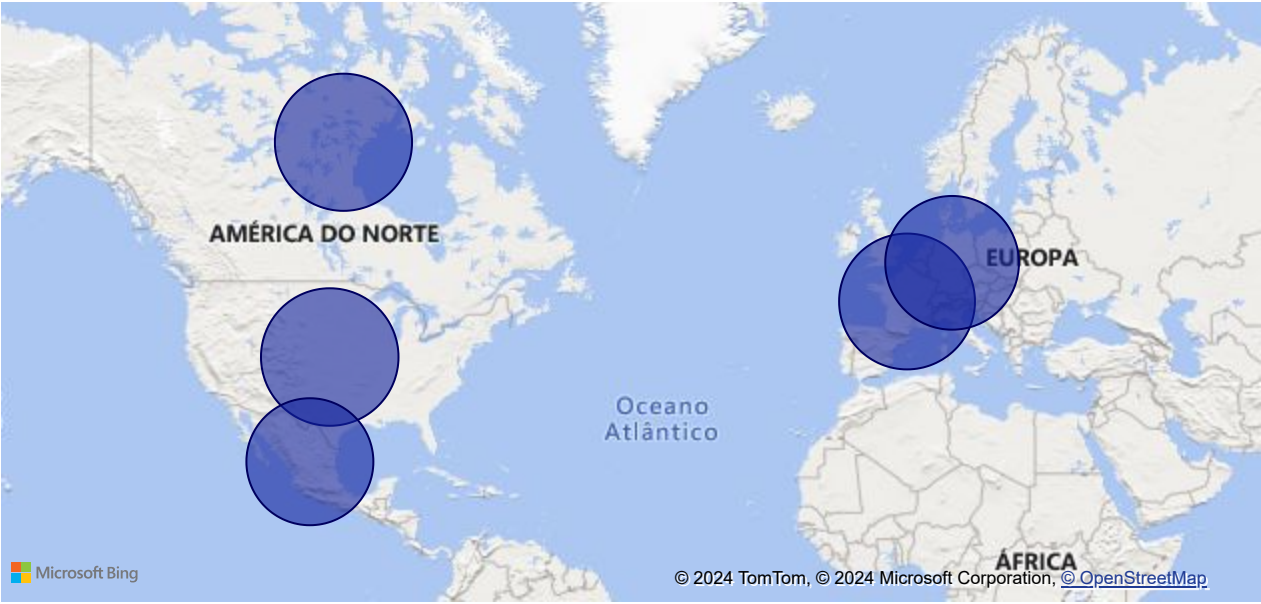 AMÉRICA DO NORTE
EUROPA
Oceano
Atlântico
ÁFRICA
Microsoft Bing
© 2024 TomTom, © 2024 Microsoft Corporation, © OpenStreetMap